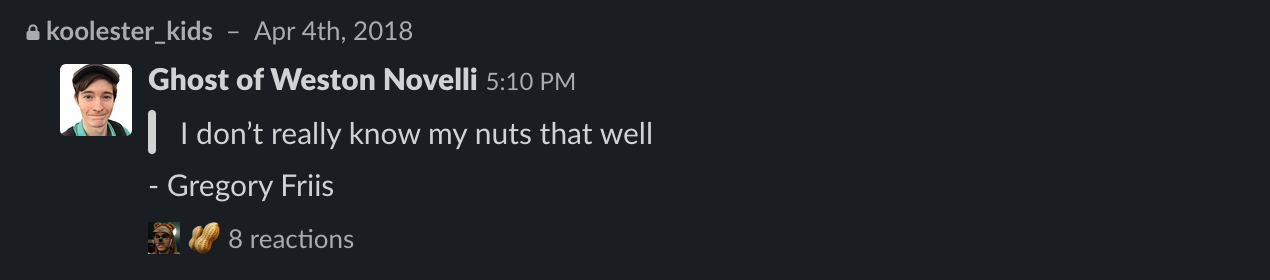 koolester_kids – Apr 4th, 2018
Ghost of Weston Novelli 5:10 PM
I don’t really know my nuts that well
- Gregory Friis
8 reactions